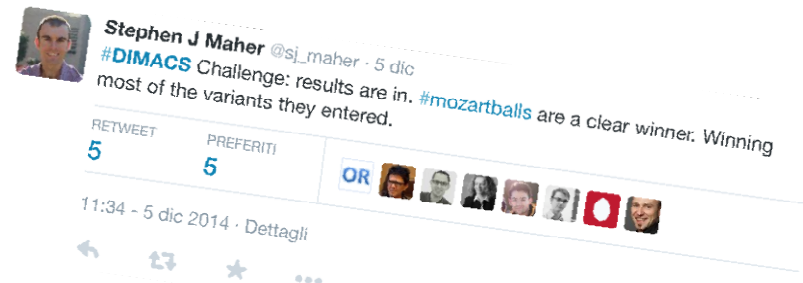 Stephen J Maher @sj_maher · 5 dic
#DIMACS Challenge: results are in. #mozartballs are a clear winner. Winning
most of the variants they entered.
RETWEET PREFERITI
5 5
OR
11:34 - 5 dic 2014 · Dettagli